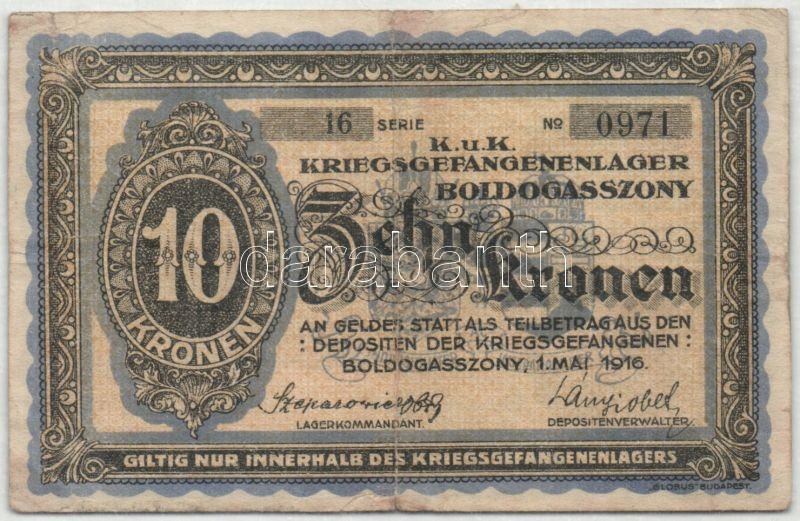 16 SERIE № 0971
K.u.K.
KRIEGSGEFANGENENLAGER
BOLDOGASSZONY
Zehn
Kronen
10
KRONEN
AN GELDES STATT ALS TEILBETRAG AUS DEN
: DEPOSITEN DER KRIEGSGEFANGENEN :
BOLDOGASSZONY, 1. MAI 1916.
LAGERKOMMANDANT.
DEPOSITENVERWALTER.
GILTIG NUR INNERHALB DES KRIEGSGEFANGENENLAGERS
„GLOBUS" BUDAPEST.
darabanth